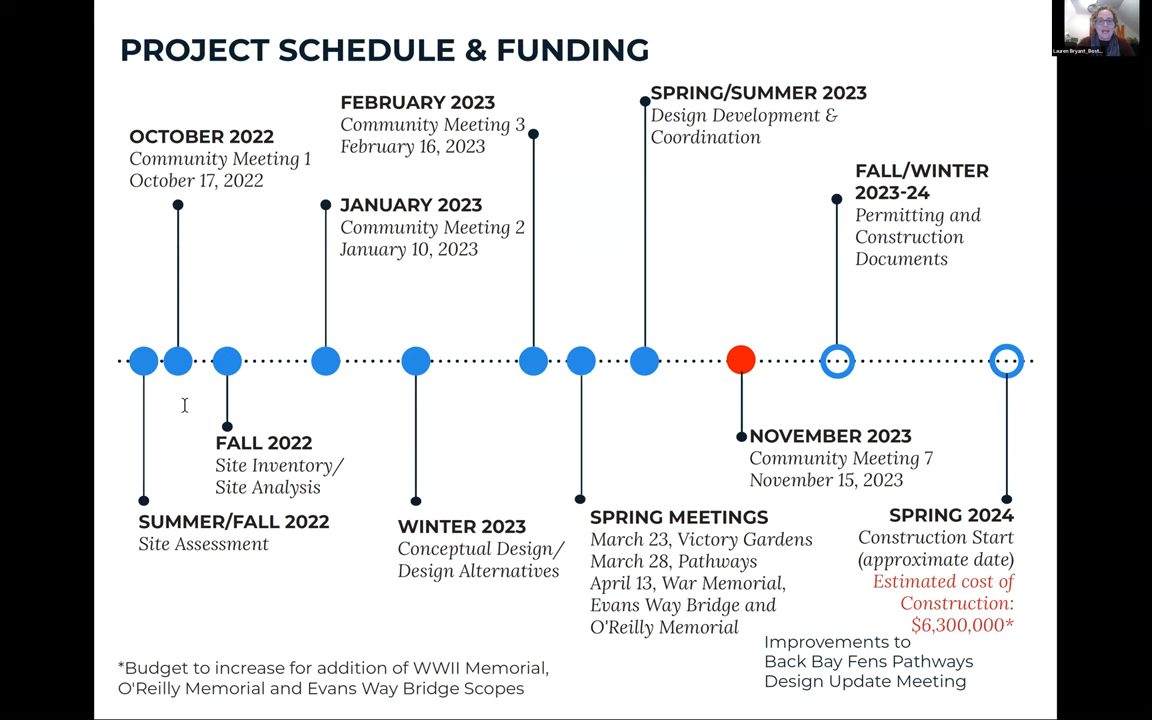 PROJECT SCHEDULE & FUNDING
Lauren Bryant_Bost...
OCTOBER 2022
Community Meeting 1
October 17, 2022
FEBRUARY 2023
Community Meeting 3
February 16, 2023
JANUARY 2023
Community Meeting 2
January 10, 2023
SPRING/SUMMER 2023
Design Development &
Coordination
FALL/WINTER
2023-24
Permitting and
Construction
Documents
FALL 2022
Site Inventory/
Site Analysis
SUMMER/FALL 2022
Site Assessment
WINTER 2023
Conceptual Design/
Design Alternatives
SPRING MEETINGS
March 23, Victory Gardens
March 28, Pathways
April 13, War Memorial,
Evans Way Bridge and
O'Reilly Memorial
NOVEMBER 2023
Community Meeting 7
November 15, 2023
SPRING 2024
Construction Start
(approximate date)
Estimated cost of
Construction:
$6,300,000*
*Budget to increase for addition of WWII Memorial,
O'Reilly Memorial and Evans Way Bridge Scopes
Improvements to
Back Bay Fens Pathways
Design Update Meeting